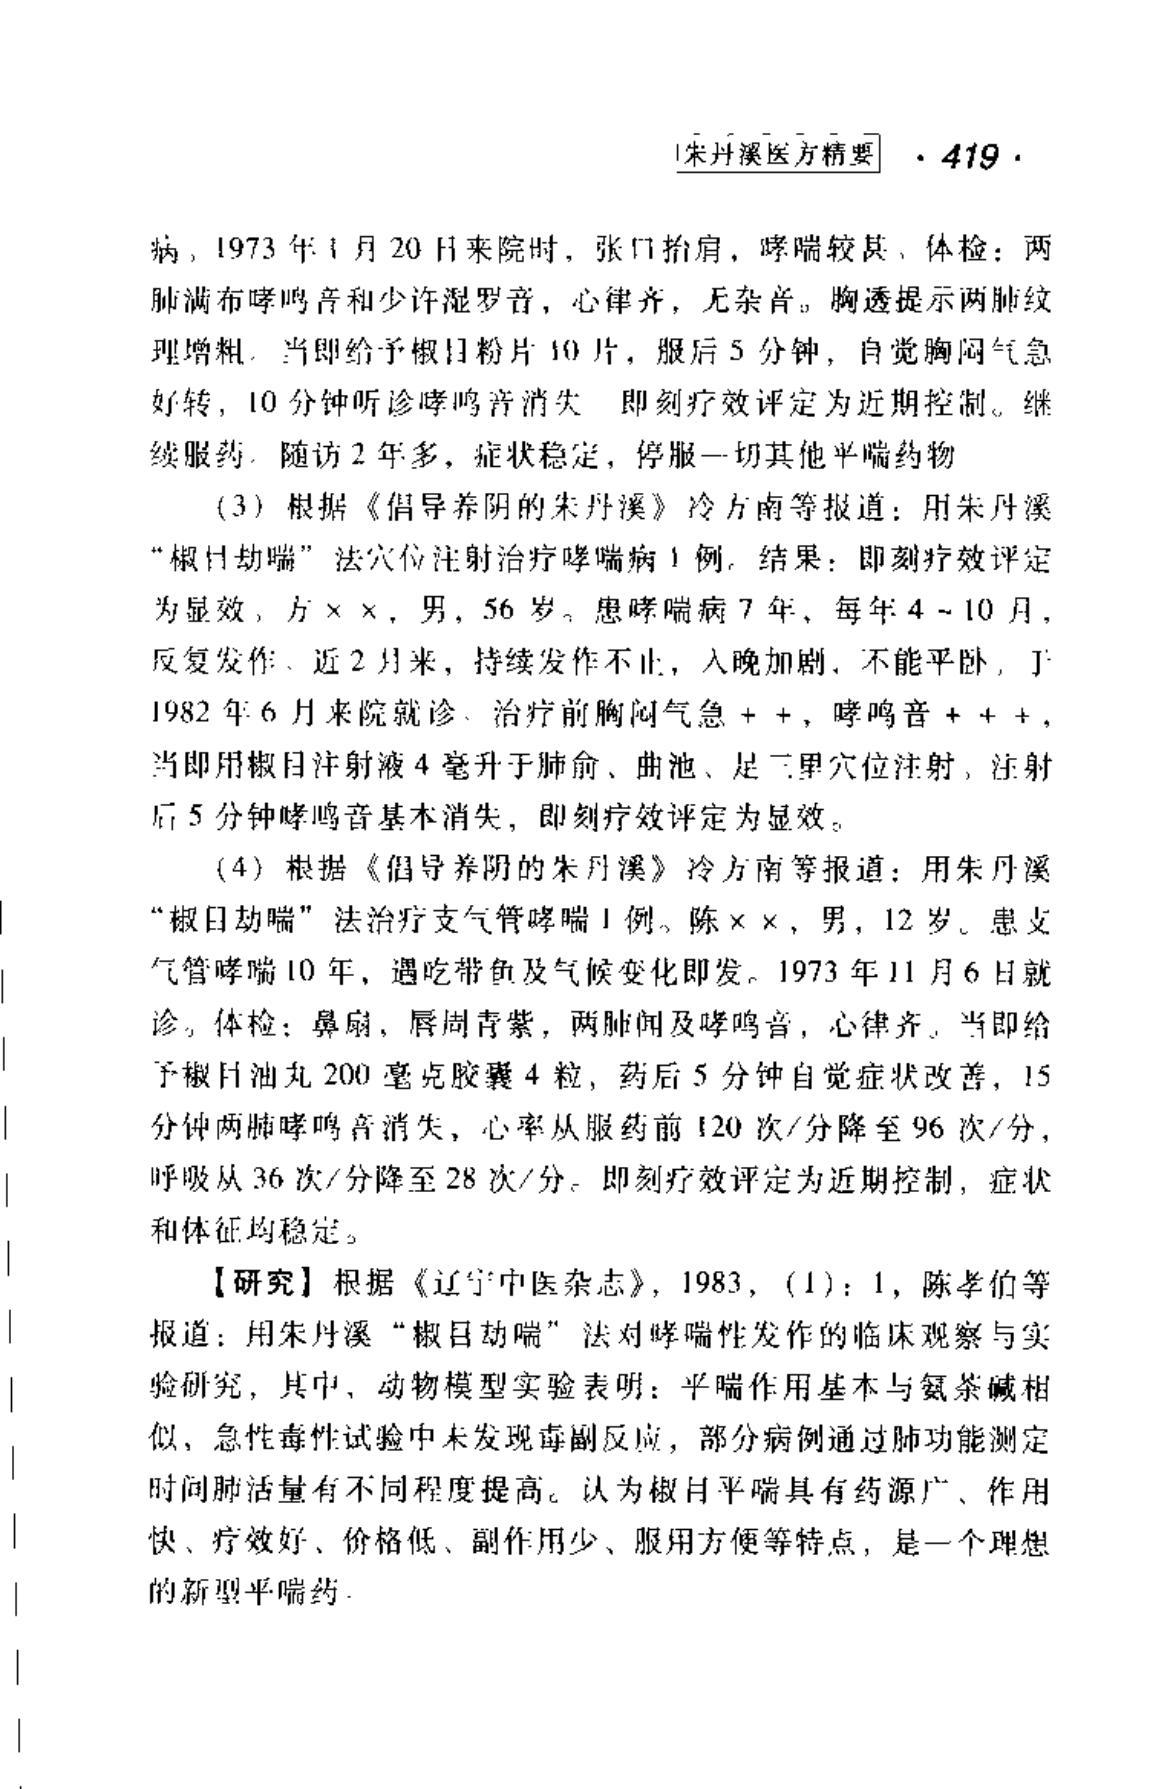 朱丹溪医方精要 · 419 ·
病。1973 年 1 月 20 日来院时，张口抬肩，哮喘较甚。体检：两
肺满布哮鸣音和少许湿罗音，心律齐，无杂音。胸透提示两肺纹
理增粗。当即给予椒目粉片 10 片，服后 5 分钟，自觉胸闷气急
好转，10 分钟听诊哮鸣音消失 即刻疗效评定为近期控制。继
续服药。随访 2 年多，症状稳定，停服一切其他平喘药物
（3）根据《倡导养阴的朱丹溪》冷方南等报道：用朱丹溪
“椒目劫喘”法穴位注射治疗哮喘病 1 例。结果：即刻疗效评定
为显效。方××，男，56 岁。患哮喘病 7 年，每年 4～10 月，
反复发作。近 2 月来，持续发作不止，入晚加剧，不能平卧。于
1982 年 6 月来院就诊。治疗前胸闷气急＋＋，哮鸣音＋＋＋，
当即用椒目注射液 4 毫升于肺俞、曲池、足三里穴位注射，注射
后 5 分钟哮鸣音基本消失，即刻疗效评定为显效。
（4）根据《倡导养阴的朱丹溪》冷方南等报道：用朱丹溪
“椒目劫喘”法治疗支气管哮喘 1 例。陈××，男，12 岁。患支
气管哮喘 10 年，遇吃带鱼及气候变化即发。1973 年 11 月 6 日就
诊。体检：鼻扇，唇周青紫，两肺闻及哮鸣音，心律齐。当即给
予椒目油丸 200 毫克胶囊 4 粒，药后 5 分钟自觉症状改善，15
分钟两肺哮鸣音消失，心率从服药前 120 次/分降至 96 次/分，
呼吸从 36 次/分降至 28 次/分。即刻疗效评定为近期控制，症状
和体征均稳定。
【研究】根据《辽宁中医杂志》，1983，（1）：1，陈孝伯等
报道：用朱丹溪“椒目劫喘”法对哮喘性发作的临床观察与实
验研究，其中，动物模型实验表明：平喘作用基本与氨茶碱相
似，急性毒性试验中未发现毒副反应，部分病例通过肺功能测定
时间肺活量有不同程度提高。认为椒目平喘具有药源广、作用
快、疗效好、价格低、副作用少、服用方便等特点，是一个理想
的新型平喘药.